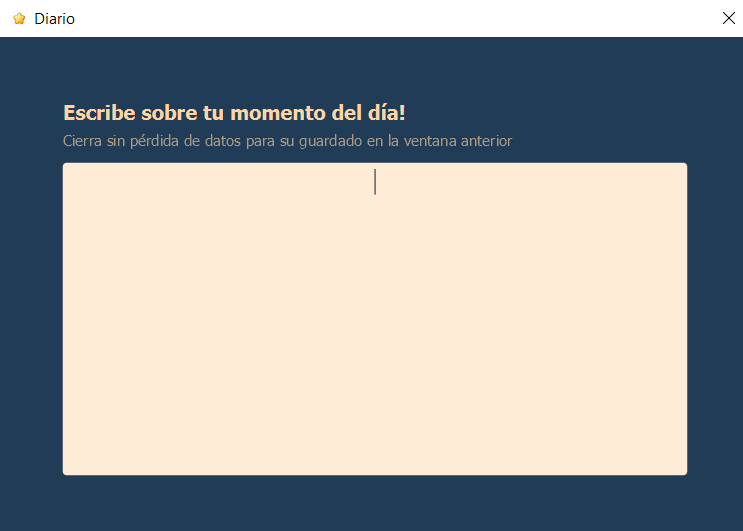 Diario
Escribe sobre tu momento del día!
Cierra sin pérdida de datos para su guardado en la ventana anterior